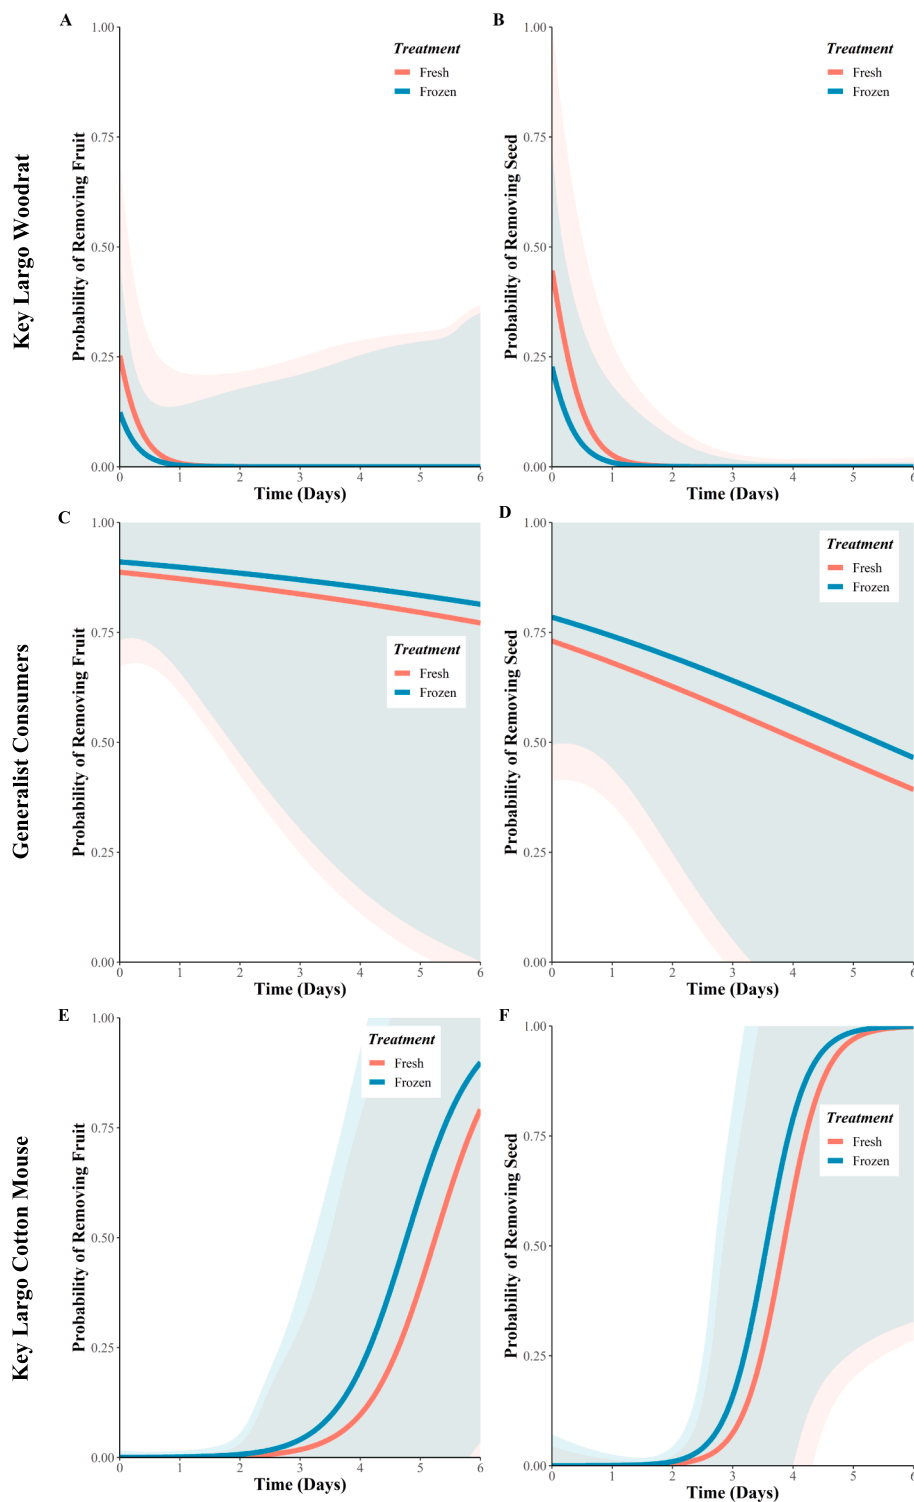 A
1.00
0.75
0.50
0.25
0.00
0 1 2 3 4 5 6
Time (Days)
Probability of Removing Fruit
Treatment
Fresh
Frozen
Key Largo Woodrat
B
1.00
0.75
0.50
0.25
0.00
0 1 2 3 4 5 6
Time (Days)
Probability of Removing Seed
Treatment
Fresh
Frozen
C
1.00
0.75
0.50
0.25
0.00
0 1 2 3 4 5 6
Time (Days)
Probability of Removing Fruit
Treatment
Fresh
Frozen
Generalist Consumers
D
1.00
0.75
0.50
0.25
0.00
0 1 2 3 4 5 6
Time (Days)
Probability of Removing Seed
Treatment
Fresh
Frozen
E
1.00
0.75
0.50
0.25
0.00
0 1 2 3 4 5 6
Time (Days)
Probability of Removing Fruit
Treatment
Fresh
Frozen
Key Largo Cotton Mouse
F
1.00
0.75
0.50
0.25
0.00
0 1 2 3 4 5 6
Time (Days)
Probability of Removing Seed
Treatment
Fresh
Frozen